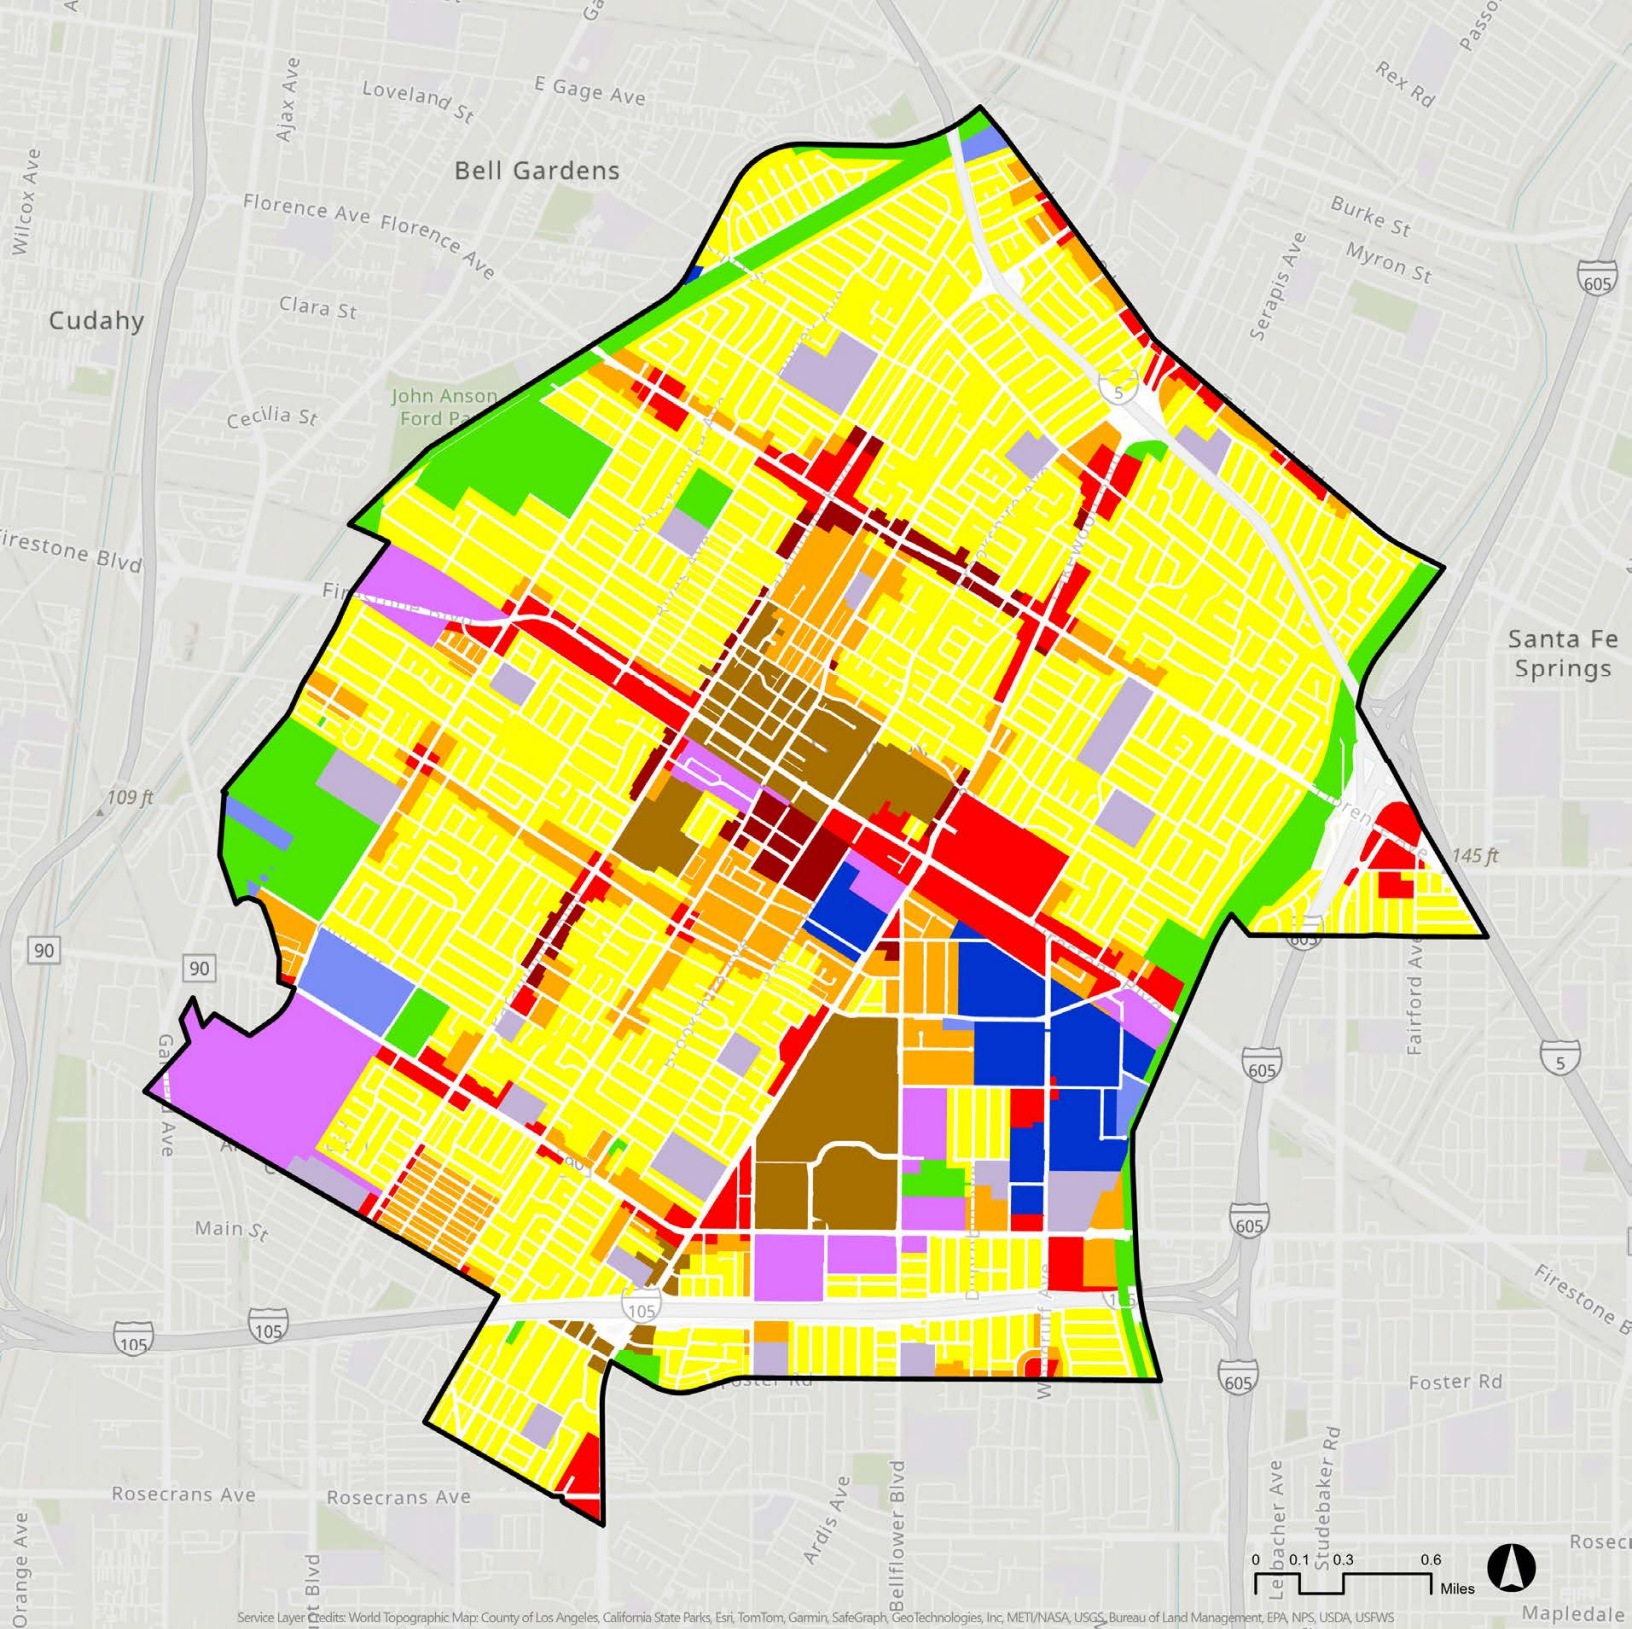 Ajax Ave
Loveland St
E Gage Ave
Rex Rd
Wilcox Ave
Bell Gardens
Florence Ave
Florence Ave
Burke St
Myron St
Serapis Ave
605
Clara St
Cudahy
John Anson
Ford
5
Cecilia St
Firestone Blvd
Santa Fe
Springs
109 ft
145 ft
90
90
605
Fairford Ave
605
5
605
Main St
Firestone B
105
105
105
605
Foster Rd
Foster Rd
Rosecrans Ave
Rosecrans Ave
Ardis Ave
Bellflower Blvd
Studebaker Rd
Orange Ave
0 0.1 0.3 0.6
Miles
Mapledale
Service Layer Credits: World Topographic Map: County of Los Angeles, California State Parks, Esri, TomTom, Garmin, SafeGraph, GeoTechnologies, Inc, METI/NASA, USGS, Bureau of Land Management, EPA, NPS, USDA, USFWS